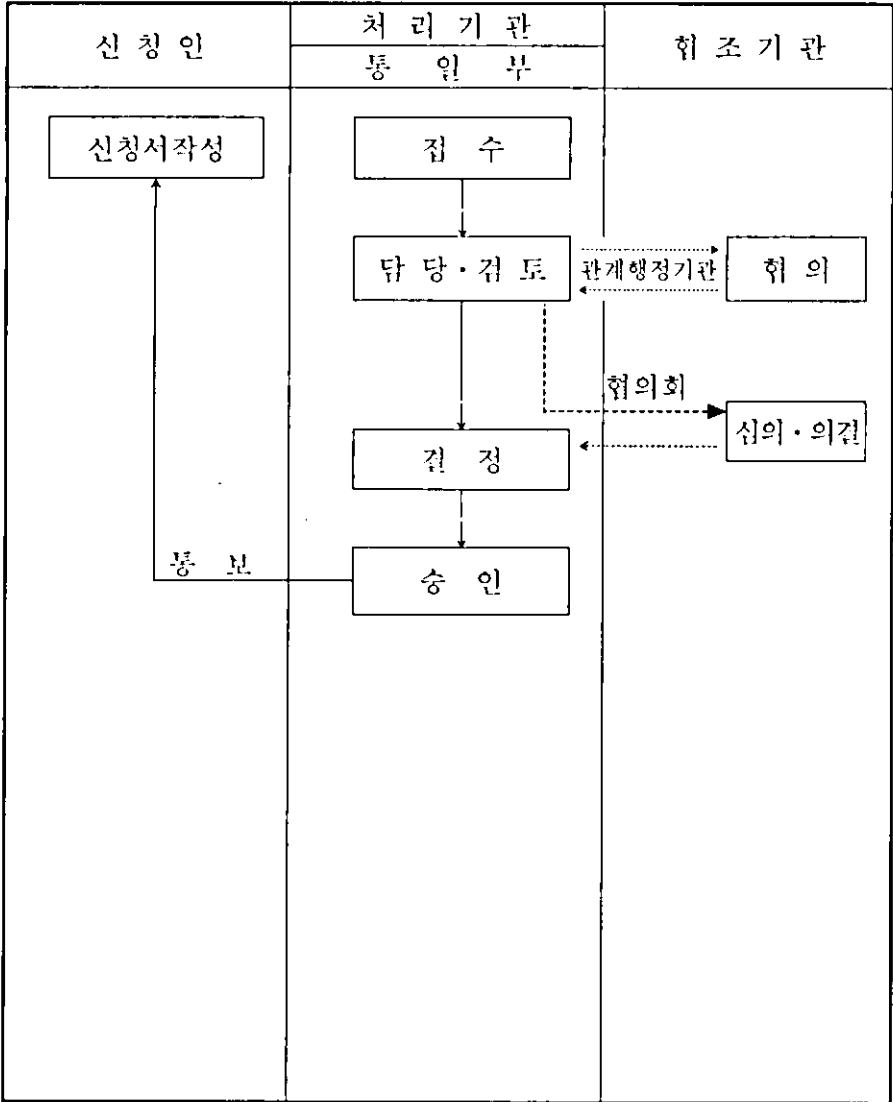 신 청 인
처 리 기 관
통 일 부
협 조 기 관
신청서작성
접 수
담 당 · 검 토
관계행정기관
협 의
협의회
심의 · 의결
결 정
통 보
승 인